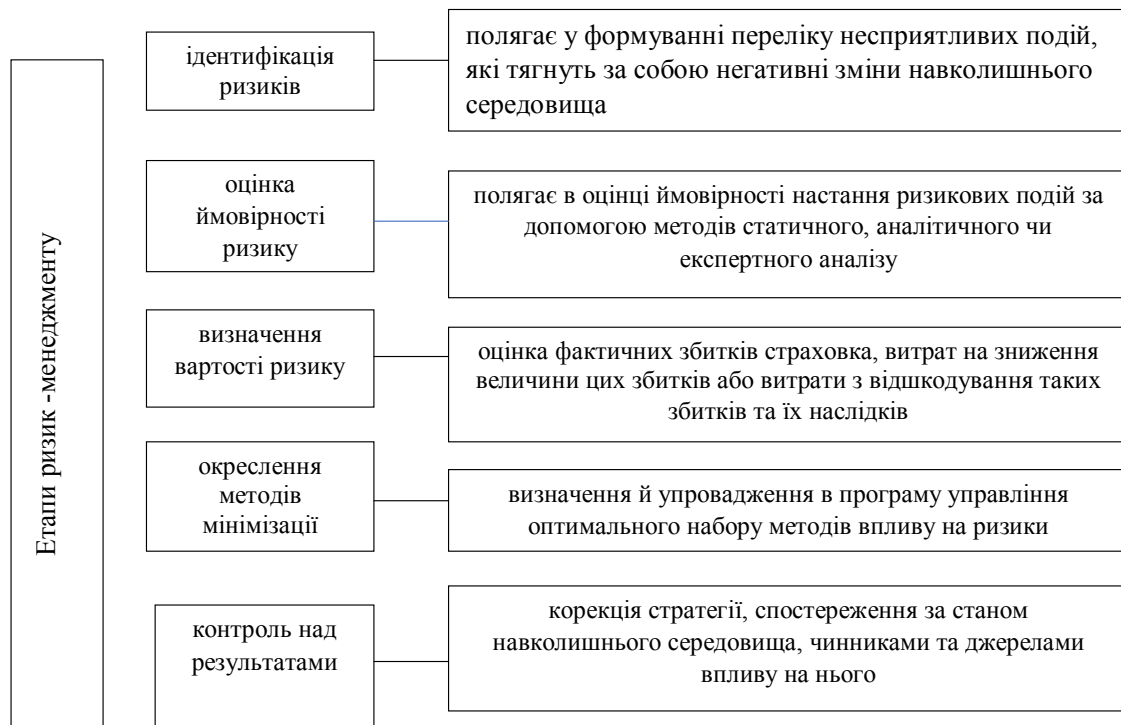 Етапи ризик -менеджменту
ідентифікація
ризиків
полягає у формуванні переліку несприятливих подій,
які тягнуть за собою негативні зміни навколишнього
середовища
оцінка
ймовірності
ризику
полягає в оцінці ймовірності настання ризикових подій за
допомогою методів статичного, аналітичного чи
експертного аналізу
визначення
вартості ризику
оцінка фактичних збитків страховка, витрат на зниження
величини цих збитків або витрати з відшкодування таких
збитків та їх наслідків
окреслення
методів
мінімізації
визначення й упровадження в програму управління
оптимального набору методів впливу на ризики
контроль над
результатами
корекція стратегії, спостереження за станом
навколишнього середовища, чинниками та джерелами
впливу на нього